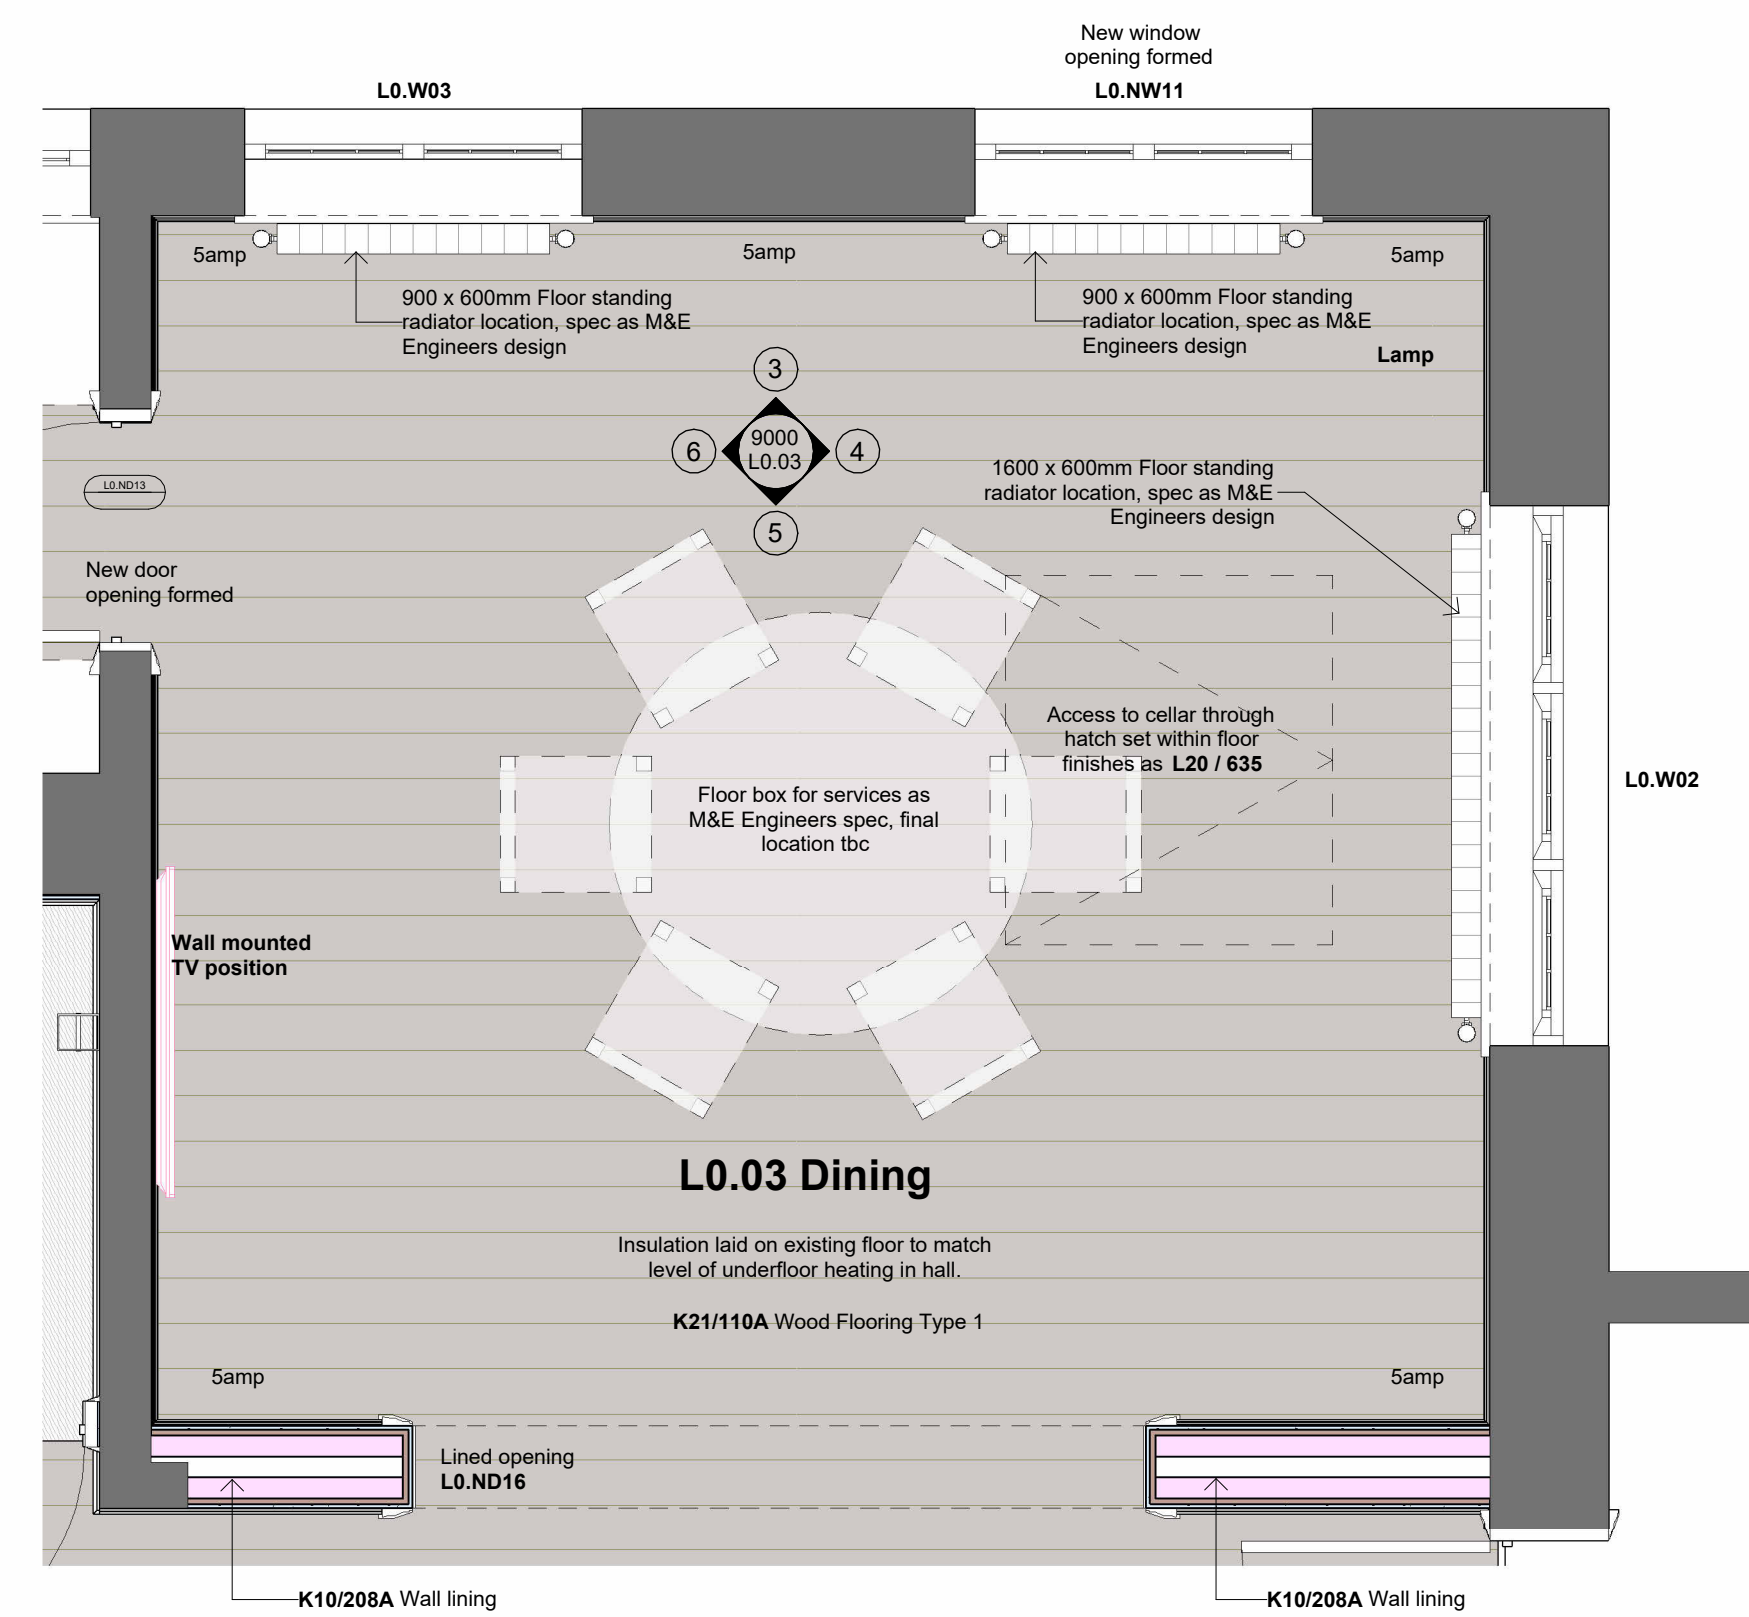 New window
opening formed
L0.W03
L0.NW11
5amp
5amp
5amp
900 x 600mm Floor standing
radiator location, spec as M&E
Engineers design
900 x 600mm Floor standing
radiator location, spec as M&E
Engineers design
Lamp
3
6
9000
L0.03
4
5
1600 x 600mm Floor standing
radiator location, spec as M&E
Engineers design
L0.ND13
New door
opening formed
Access to cellar through
hatch set within floor
finishes as L20 / 635
L0.W02
Floor box for services as
M&E Engineers spec, final
location tbc
Wall mounted
TV position
L0.03 Dining
Insulation laid on existing floor to match
level of underfloor heating in hall.
K21/110A Wood Flooring Type 1
5amp
5amp
Lined opening
L0.ND16
K10/208A Wall lining
K10/208A Wall lining